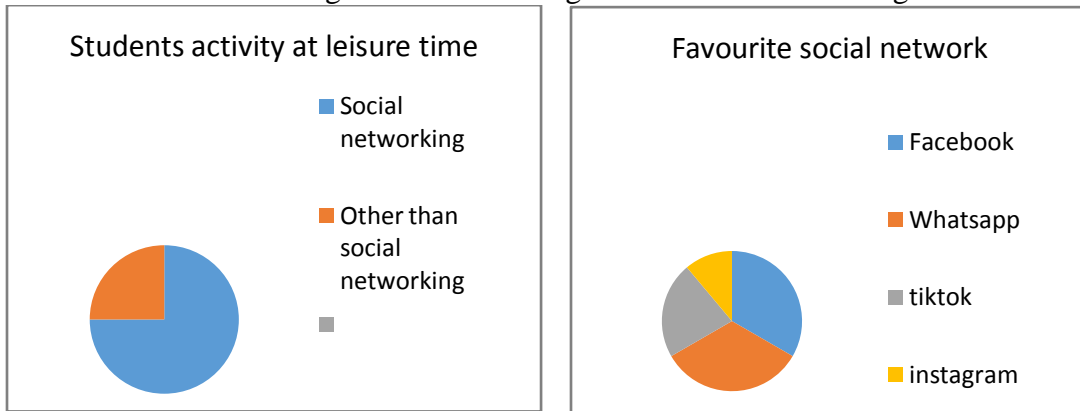 Students activity at leisure time
Social
networking
Other than
social
networking
Favourite social network
Facebook
Whatsapp
tiktok
instagram